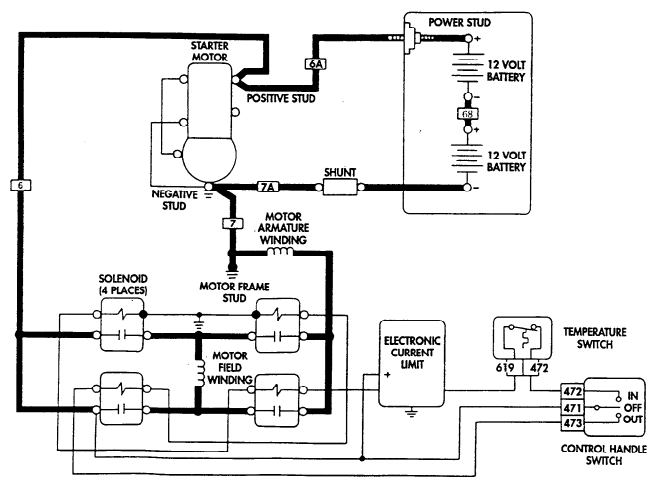 POWER STUD
STARTER
MOTOR
6A
+
12 VOLT
BATTERY
POSITIVE STUD
−
68
+
12 VOLT
BATTERY
−
SHUNT
7A
NEGATIVE
STUD
6
7
MOTOR
ARMATURE
WINDING
SOLENOID
(4 PLACES)
MOTOR FRAME
STUD
MOTOR
FIELD
WINDING
ELECTRONIC
CURRENT
LIMIT
+
TEMPERATURE
SWITCH
619
472
472
471
473
IN
OFF
OUT
CONTROL HANDLE
SWITCH